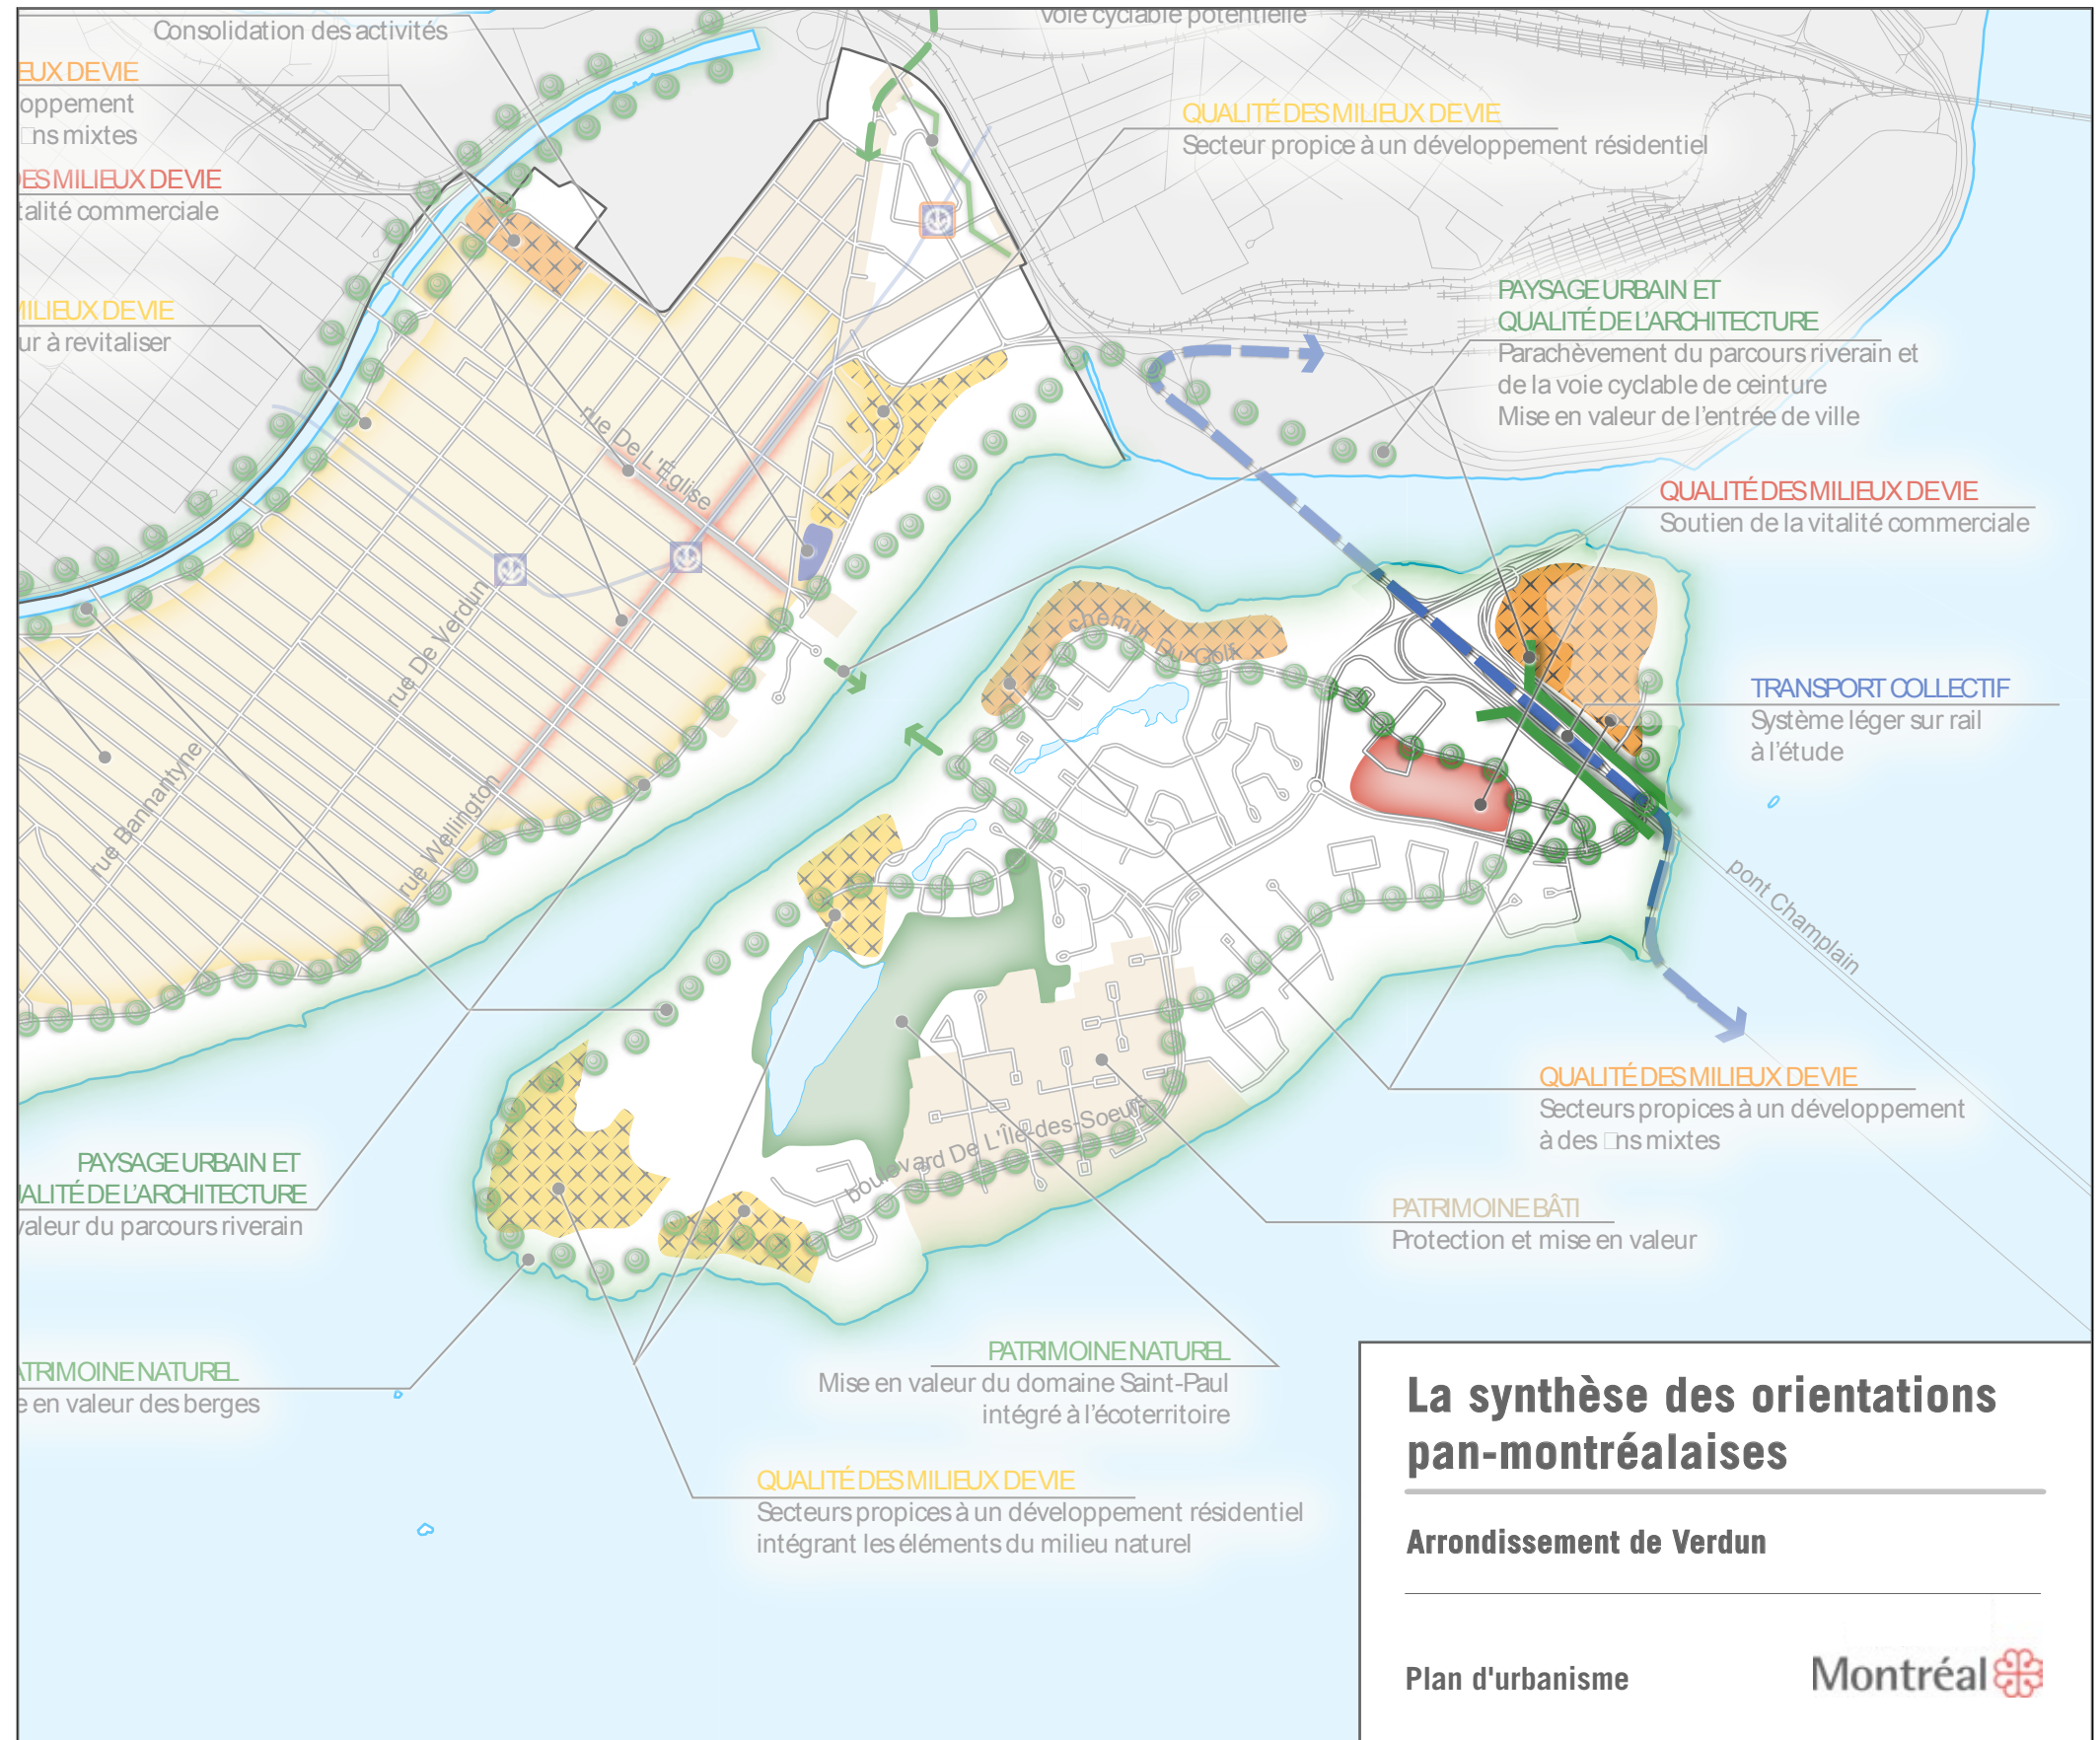 Consolidation des activités
voie cyclable potentielle
EUX DE VIE
oppement
ns mixtes
QUALITÉ DES MILIEUX DE VIE
Secteur propice à un développement résidentiel
ES MILIEUX DE VIE
talité commerciale
MILIEUX DE VIE
ur à revitaliser
PAYSAGE URBAIN ET
QUALITÉ DE L'ARCHITECTURE
Parachèvement du parcours riverain et
de la voie cyclable de ceinture
Mise en valeur de l'entrée de ville
rue De L'Église
QUALITÉ DES MILIEUX DE VIE
Soutien de la vitalité commerciale
rue De Verdun
chemin Du Golf
TRANSPORT COLLECTIF
Système léger sur rail
à l'étude
rue Bannantyne
rue Wellington
pont Champlain
QUALITÉ DES MILIEUX DE VIE
Secteurs propices à un développement
à des ns mixtes
boulevard De L'Île-des-Soeurs
PAYSAGE URBAIN ET
ALITÉ DE L'ARCHITECTURE
valeur du parcours riverain
PATRIMOINE BÂTI
Protection et mise en valeur
PATRIMOINE NATUREL
Mise en valeur du domaine Saint-Paul
intégré à l'écoterritoire
ATRIMOINE NATUREL
e en valeur des berges
QUALITÉ DES MILIEUX DE VIE
Secteurs propices à un développement résidentiel
intégrant les éléments du milieu naturel
La synthèse des orientations
pan-montréalaises
Arrondissement de Verdun
Plan d'urbanisme
Montréal